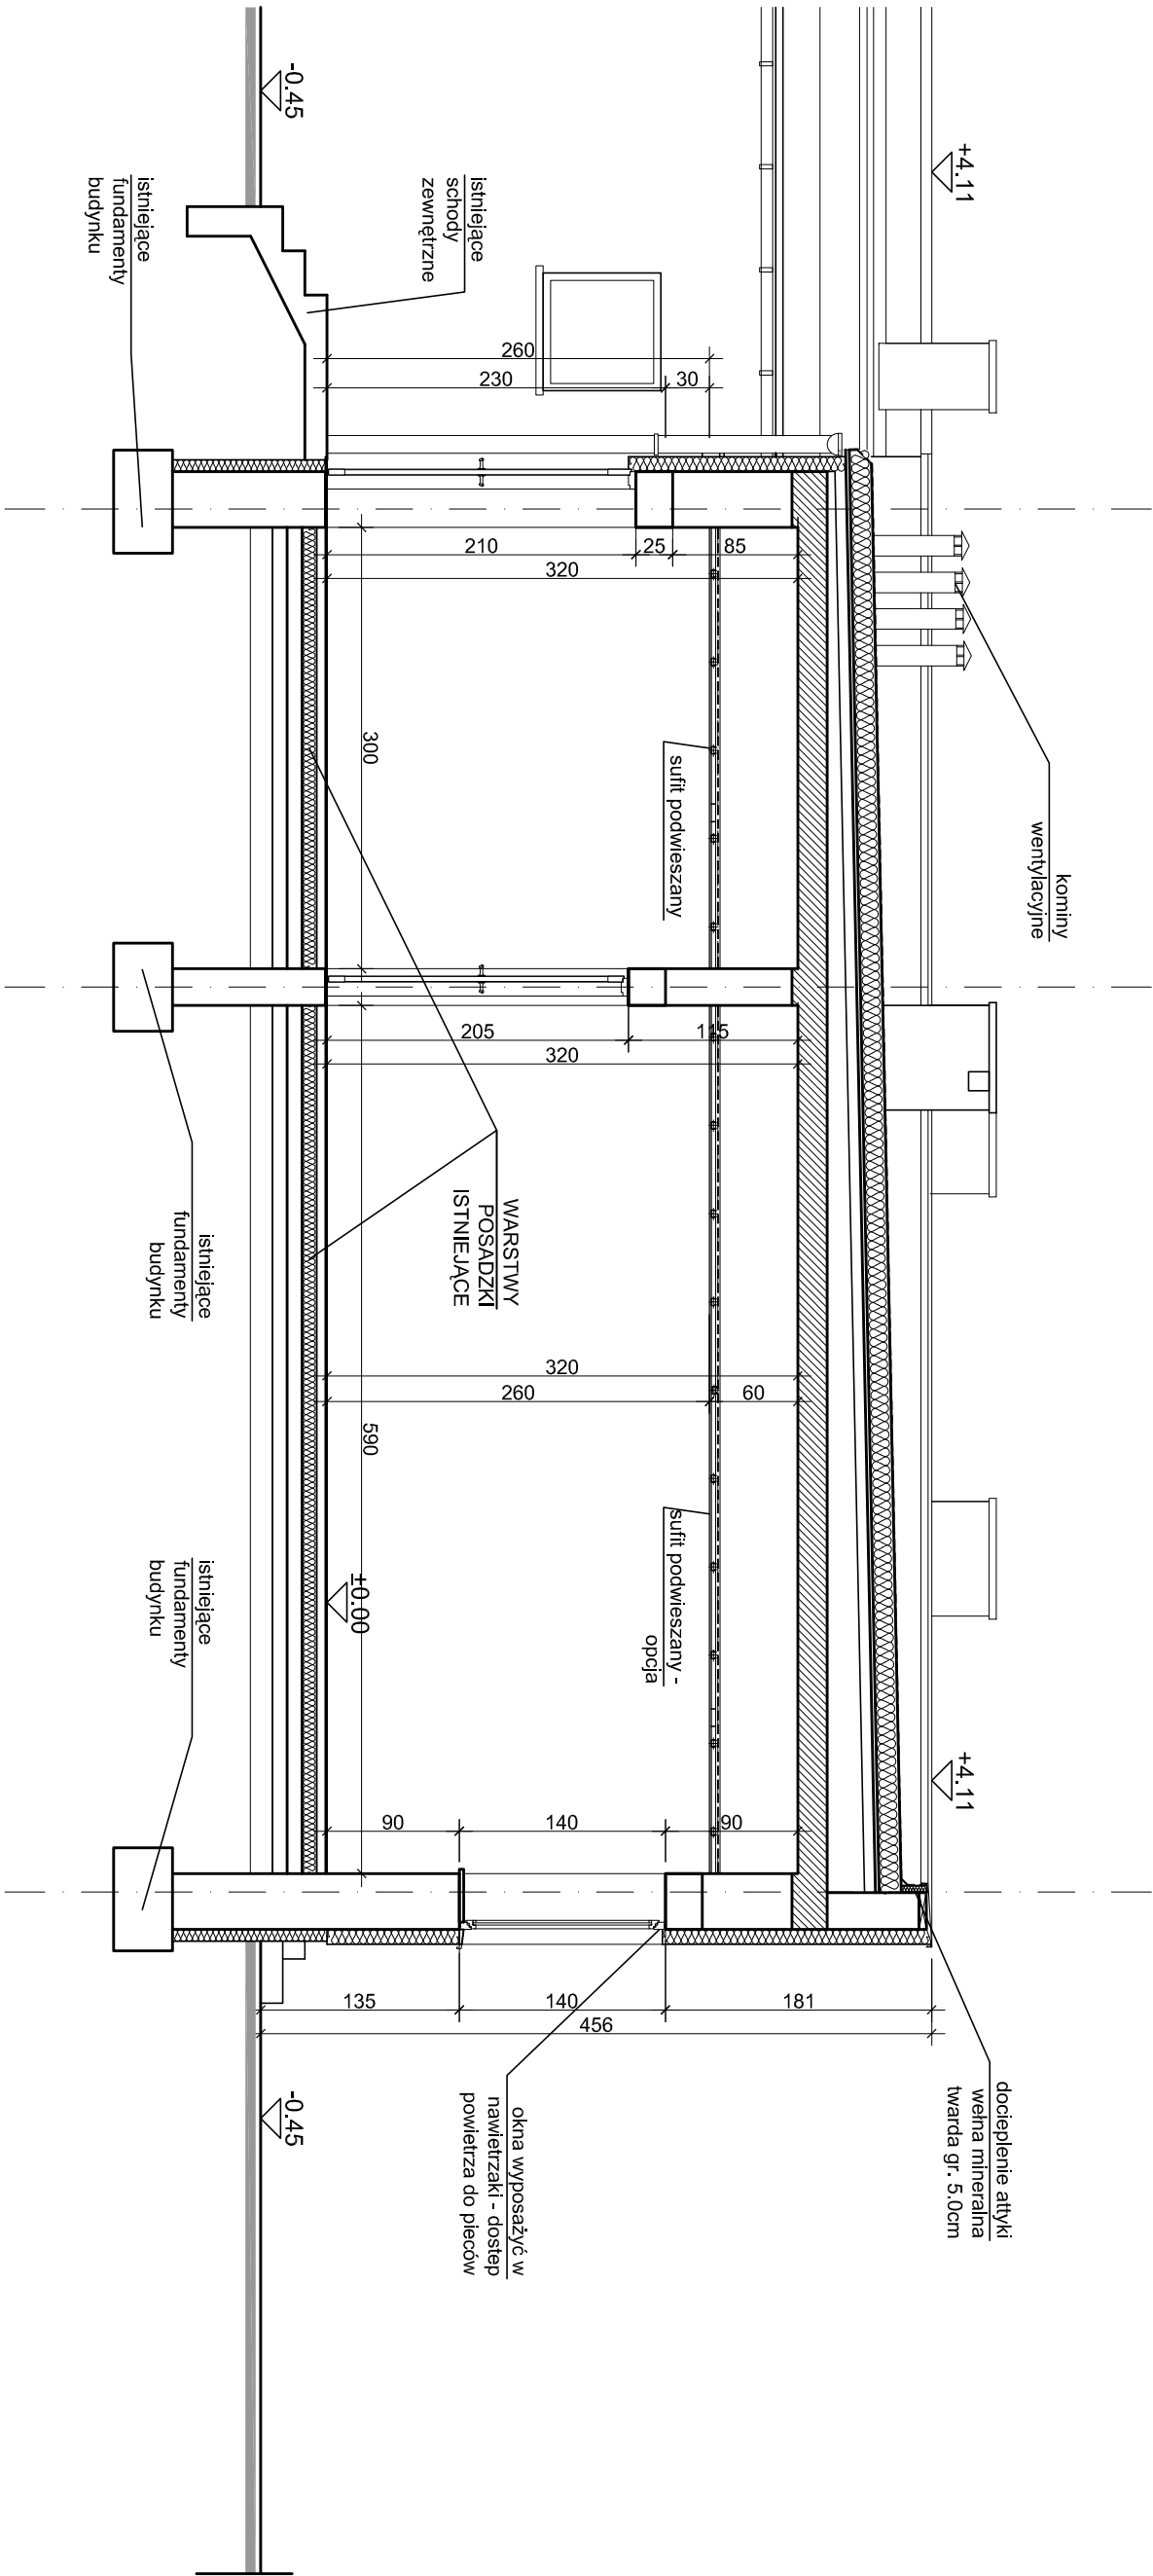 +4.11
-0.45
istniejące
schody
zewnętrzne
istniejące
fundamenty
budynku
260
230
30
kominy
wentylacyjne
210
25
85
320
300
sufit podwieszany
205
115
320
WARSTWY
POSADZKI
ISTNIEJĄCE
istniejące
fundamenty
budynku
320
260
60
590
sufit podwieszany -
opcja
±0.00
istniejące
fundamenty
budynku
+4.11
90
140
90
135
140
181
456
-0.45
docieplenie attyki
wełna mineralna
twarda gr. 5.0cm
okna wyposażyć w
nawietrzaki - dostep
powietrza do pieców